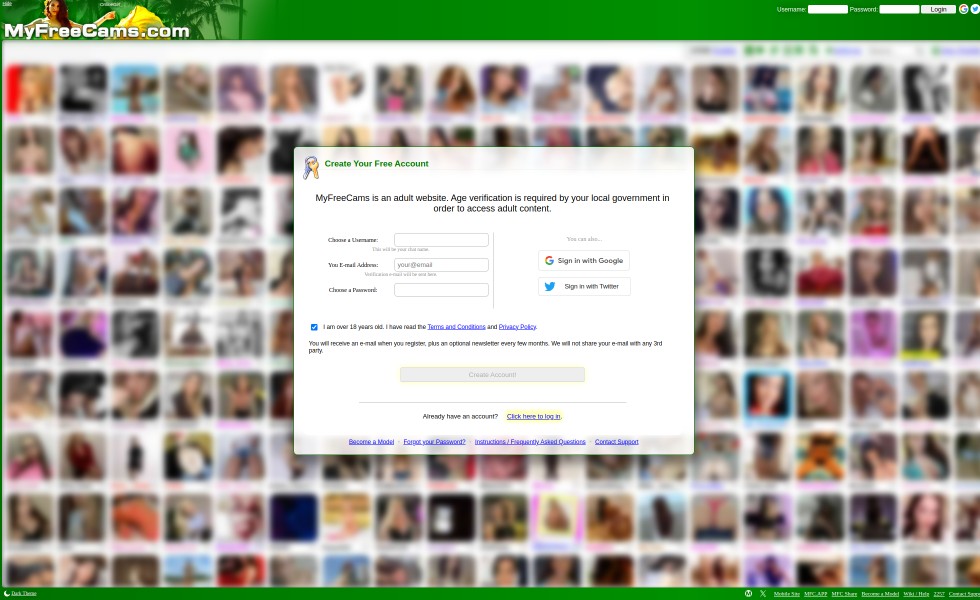 Username: Password: Login
MyFreeCams.com
Create Your Free Account
MyFreeCams is an adult website. Age verification is required by your local government in
order to access adult content.
Choose a Username:
This will be your chat name.
You E-mail Address: your@email
Verification e-mail will be sent here.
Choose a Password:
You can also...
Sign in with Google
Sign in with Twitter
I am over 18 years old. I have read the Terms and Conditions and Privacy Policy.
You will receive an e-mail when you register, plus an optional newsletter every few months. We will not share your e-mail with any 3rd
party.
Create Account!
Already have an account? Click here to log in.
Become a Model - Forgot your Password? - Instructions / Frequently Asked Questions - Contact Support
Dark Theme
Mobile Site MFC.APP MFC Share Become a Model Wiki / Help 2257 Contact